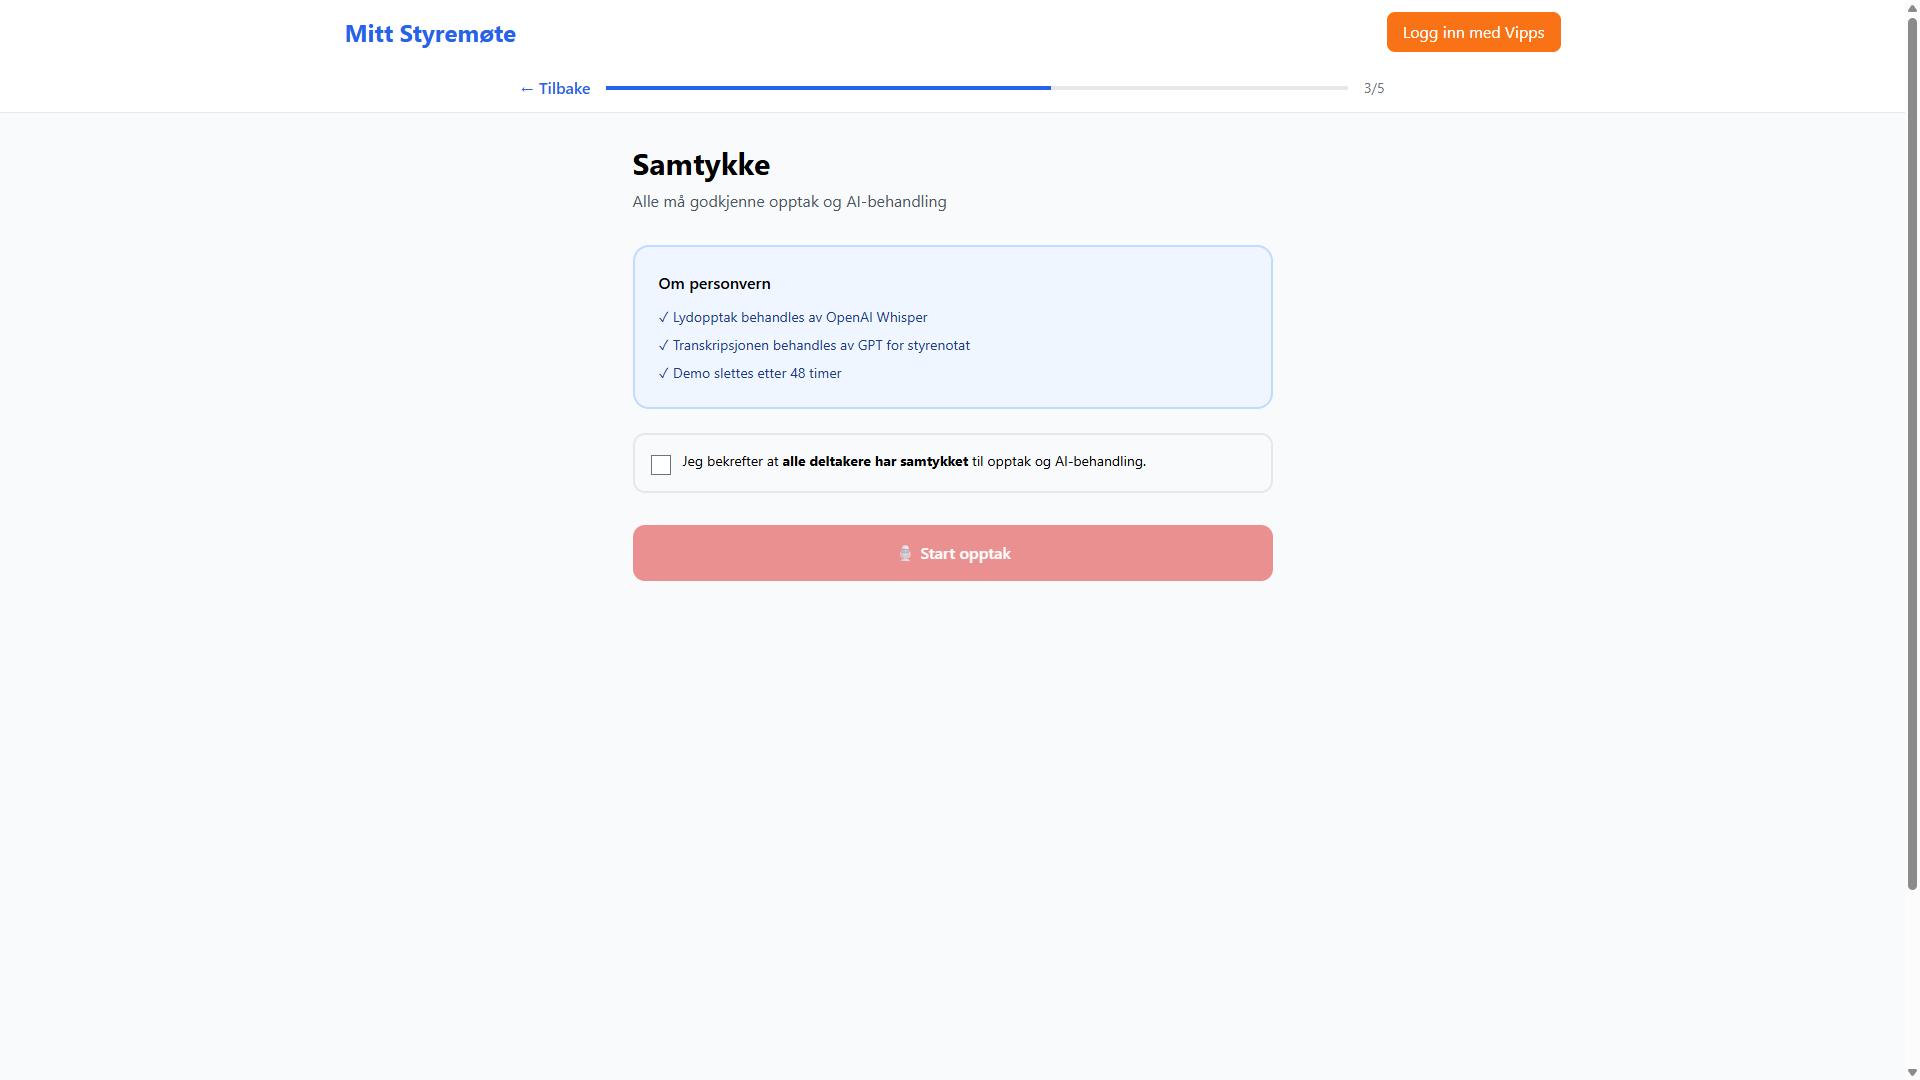 Mitt Styremøte
Logg inn med Vipps
← Tilbake
3/5
Samtykke
Alle må godkjenne opptak og AI-behandling
Om personvern
✓ Lydopptak behandles av OpenAI Whisper
✓ Transkripsjonen behandles av GPT for styrenotat
✓ Demo slettes etter 48 timer
Jeg bekrefter at alle deltakere har samtykket til opptak og AI-behandling.
🎙️ Start opptak